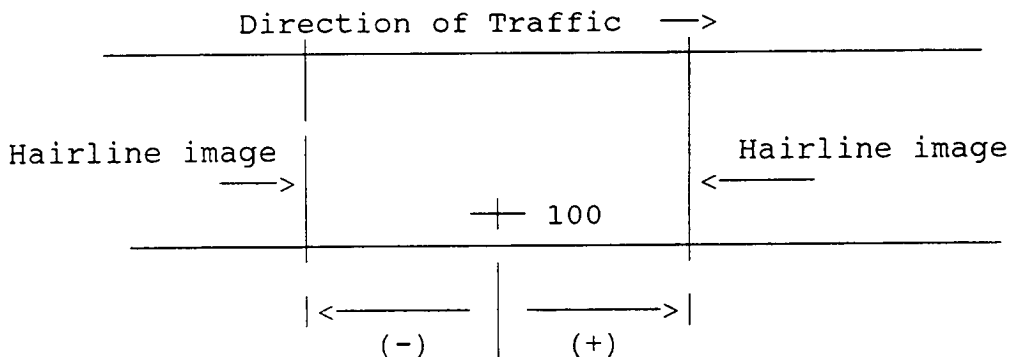 Direction of Traffic —>
Hairline image
Hairline image
100
(-)
(+)